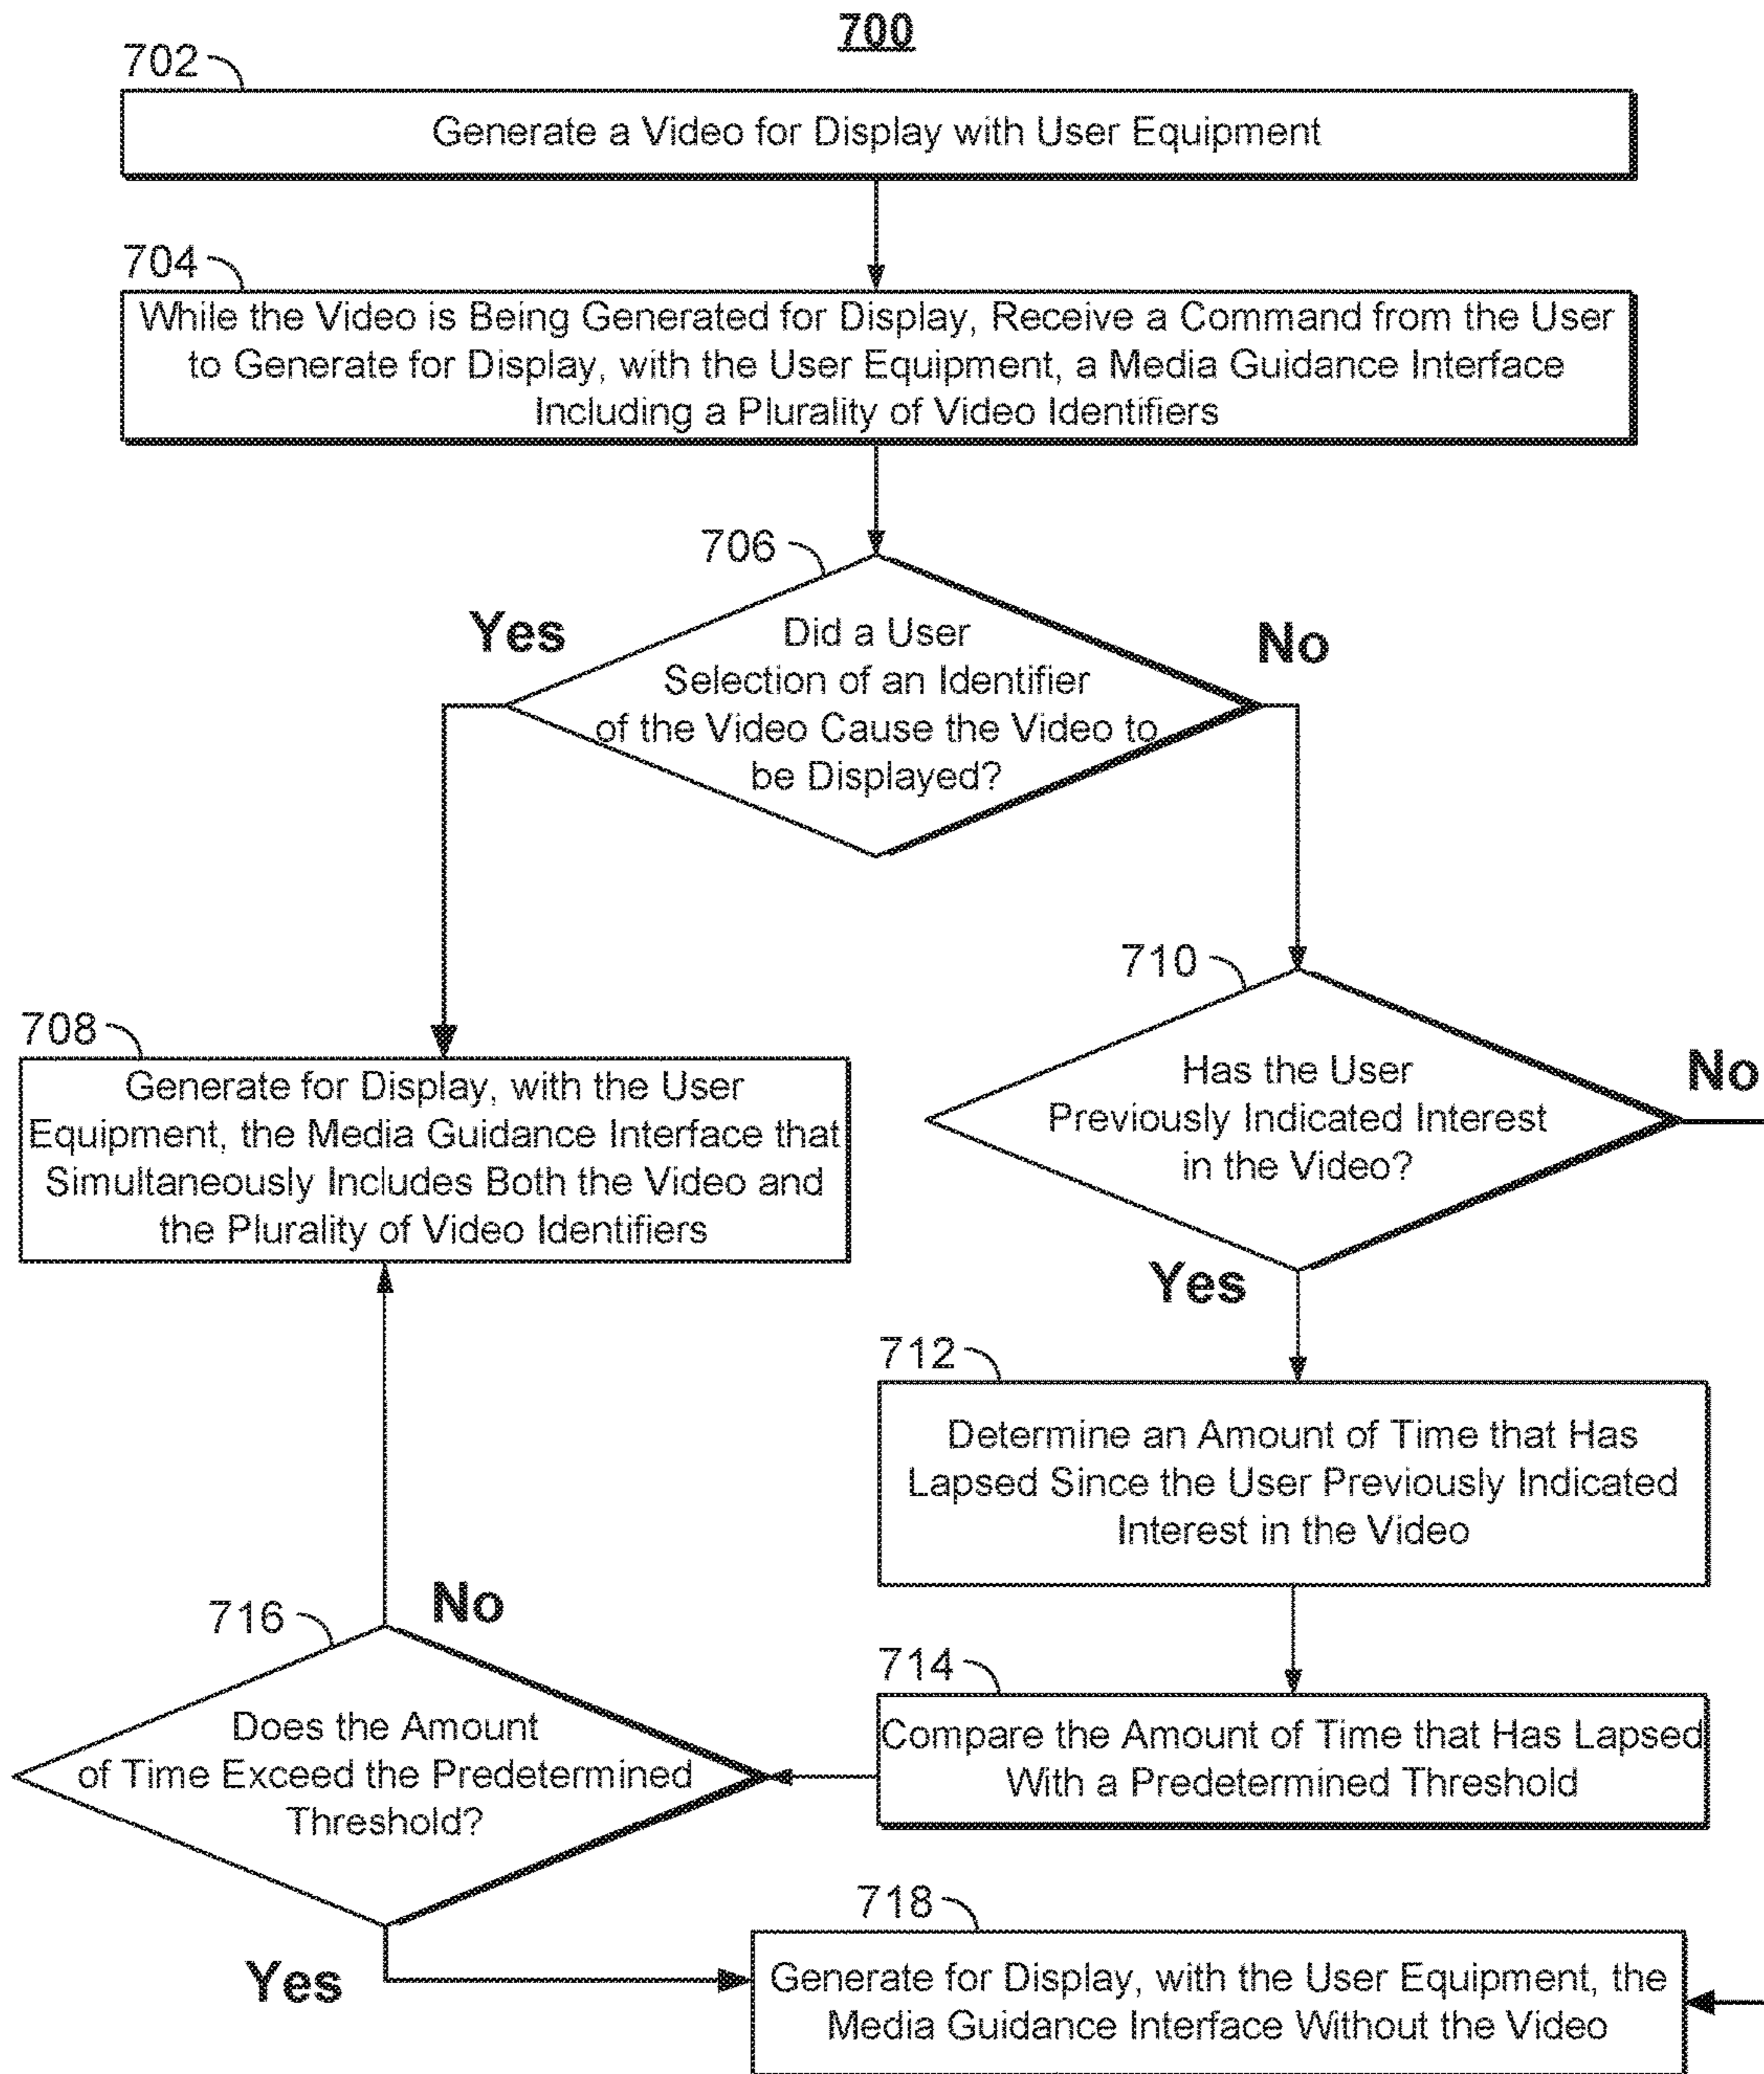 700
702
Generate a Video for Display with User Equipment
704
While the Video is Being Generated for Display, Receive a Command from the User
to Generate for Display, with the User Equipment, a Media Guidance Interface
Including a Plurality of Video Identifiers
706
Yes
No
Did a User
Selection of an Identifier
of the Video Cause the Video to
be Displayed?
708
Generate for Display, with the User
Equipment, the Media Guidance Interface that
Simultaneously Includes Both the Video and
the Plurality of Video Identifiers
710
Has the User
Previously Indicated Interest
in the Video?
No
Yes
712
Determine an Amount of Time that Has
Lapsed Since the User Previously Indicated
Interest in the Video
714
Compare the Amount of Time that Has Lapsed
With a Predetermined Threshold
716
No
Does the Amount
of Time Exceed the Predetermined
Threshold?
Yes
718
Generate for Display, with the User Equipment, the
Media Guidance Interface Without the Video